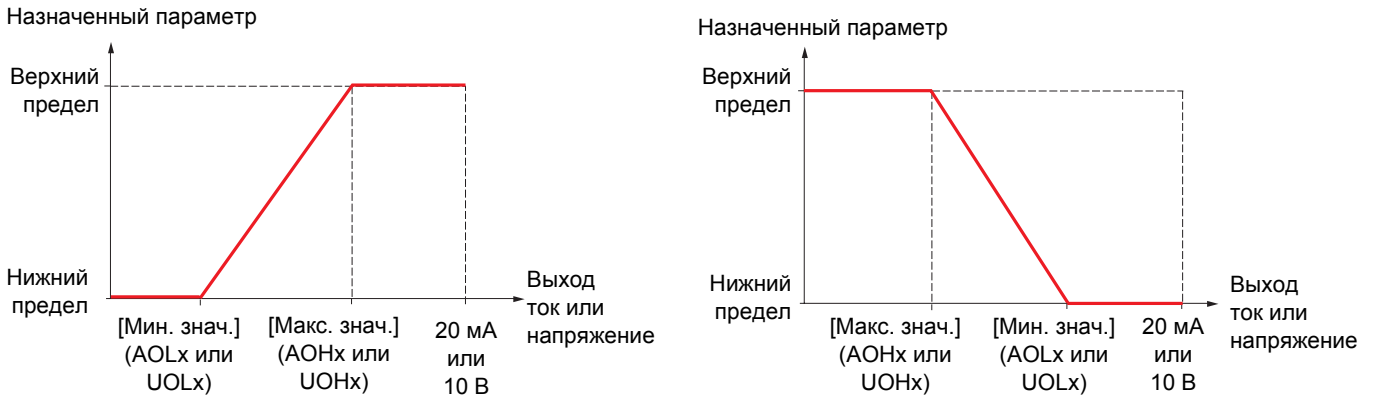 Назначенный параметр
Верхний
предел
Нижний
предел
[Мин. знач.]
(AOLx или
UOLx)
[Макс. знач.]
(AOHx или
UOHx)
20 мА
или
10 В
Выход
ток или
напряжение
Назначенный параметр
Верхний
предел
Нижний
предел
[Макс. знач.]
(AOHx или
UOHx)
[Мин. знач.]
(AOLx или
UOLx)
20 мА
или
10 В
Выход
ток или
напряжение